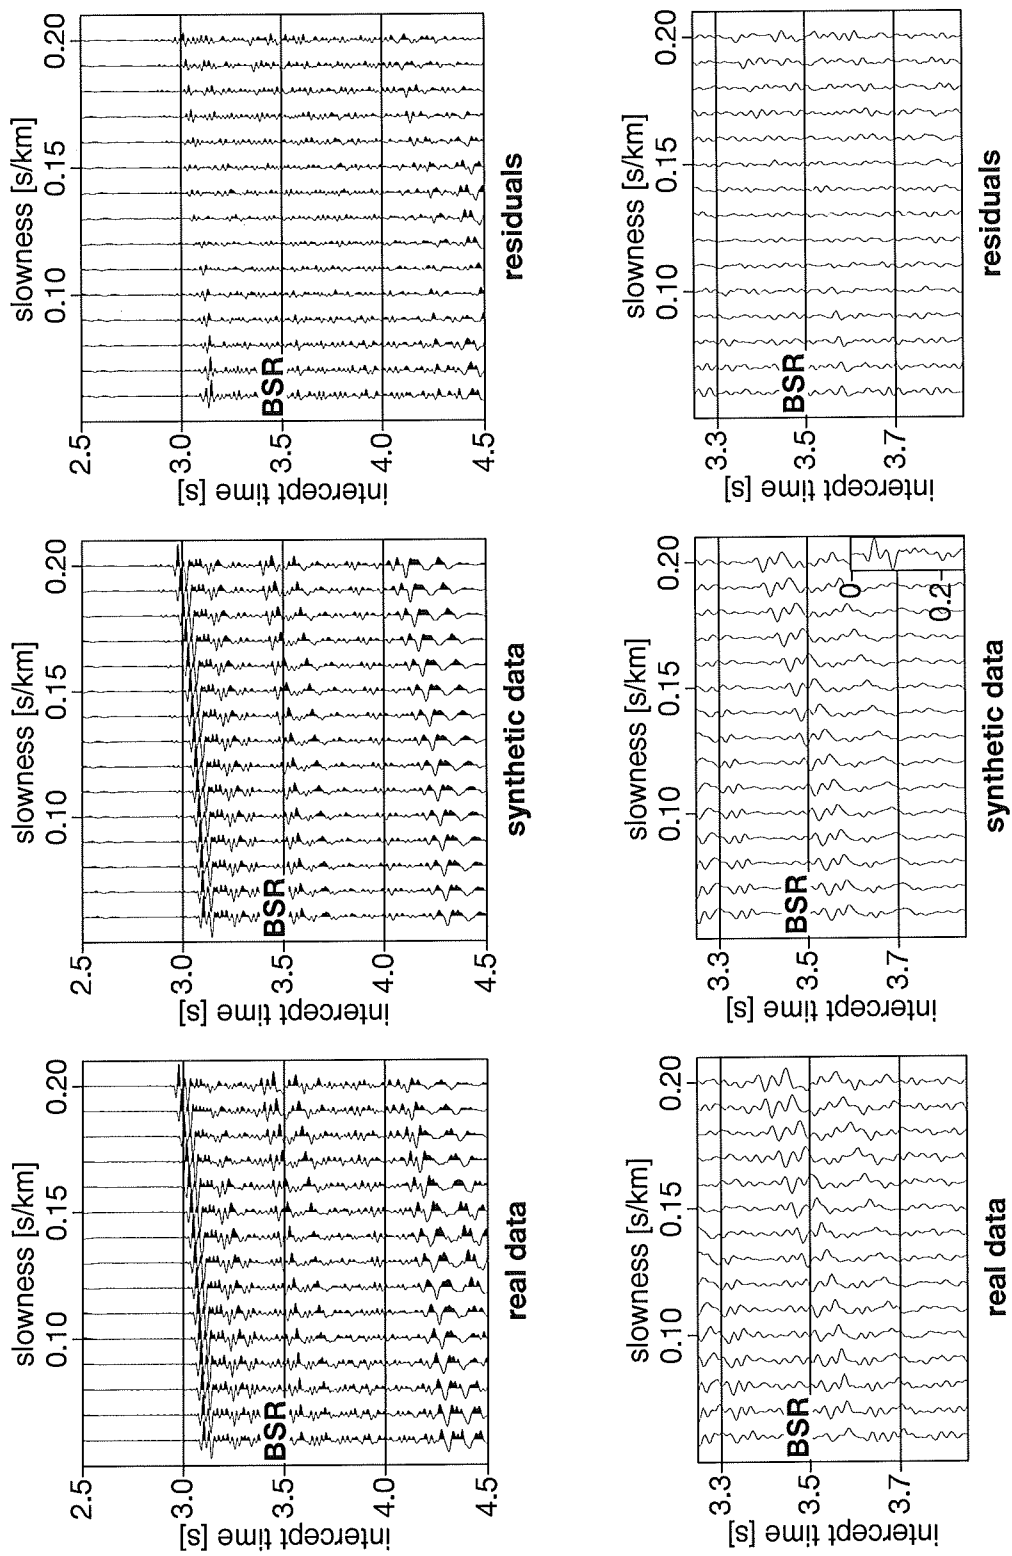 slowness [s/km]
0.10 0.15 0.20
2.5
3.0
3.5
4.0
4.5
intercept time [s]
BSR
real data
slowness [s/km]
0.10 0.15 0.20
2.5
3.0
3.5
4.0
4.5
intercept time [s]
BSR
synthetic data
slowness [s/km]
0.10 0.15 0.20
2.5
3.0
3.5
4.0
4.5
intercept time [s]
BSR
residuals
slowness [s/km]
0.10 0.15 0.20
3.3
3.5
3.7
intercept time [s]
BSR
real data
slowness [s/km]
0.10 0.15 0.20
3.3
3.5
3.7
intercept time [s]
BSR
0
0.2
synthetic data
slowness [s/km]
0.10 0.15 0.20
3.3
3.5
3.7
intercept time [s]
BSR
residuals